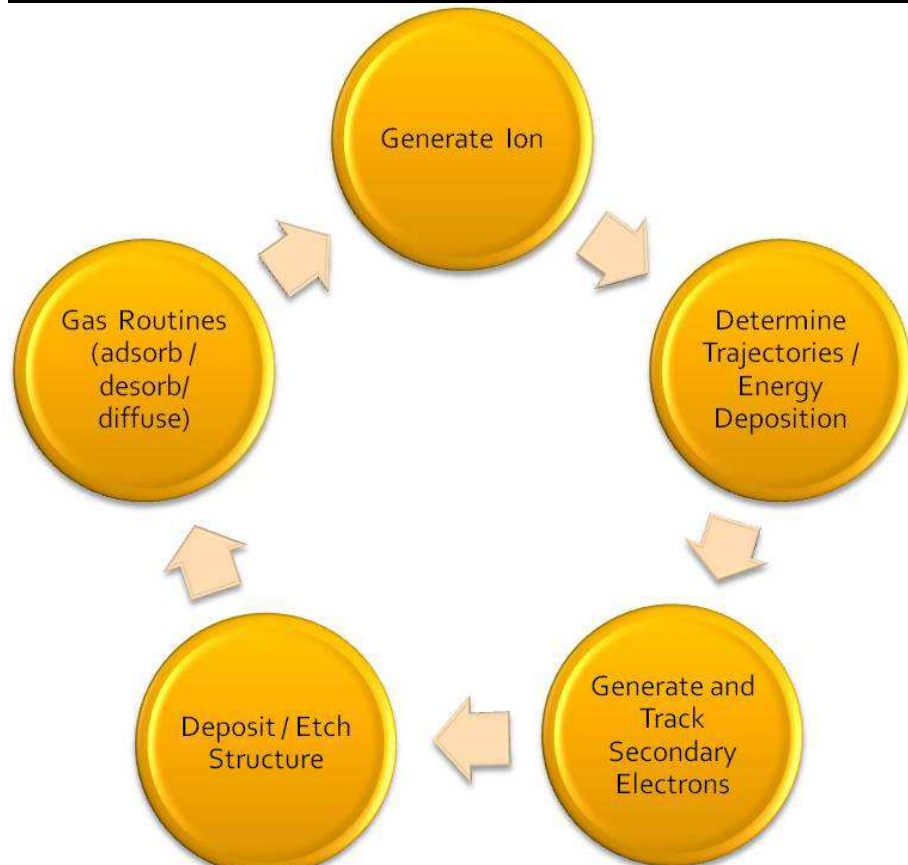 Generate Ion
Determine
Trajectories /
Energy
Deposition
Generate and
Track
Secondary
Electrons
Deposit / Etch
Structure
Gas Routines
(adsorb /
desorb/
diffuse)